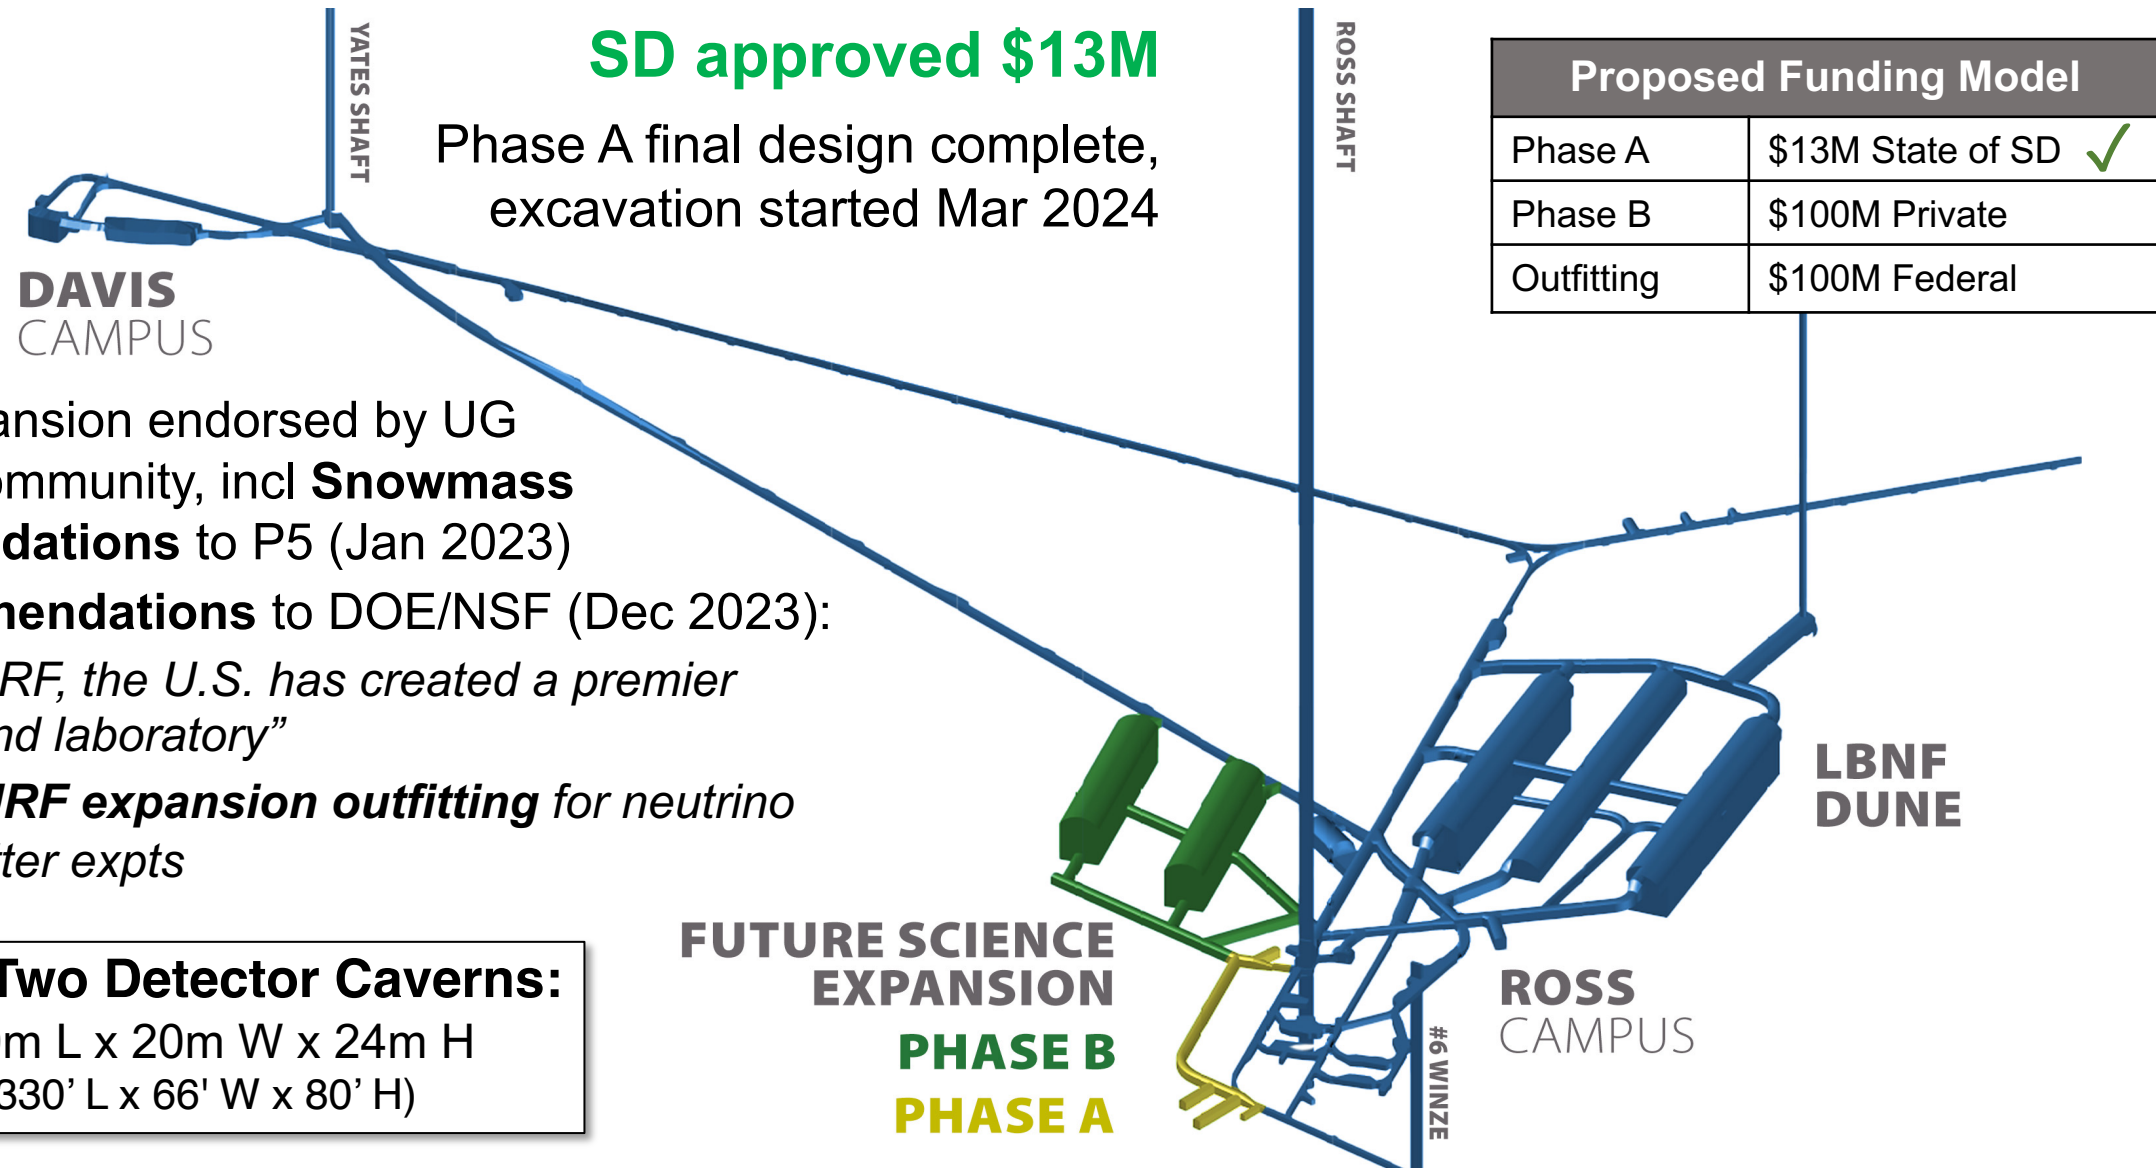 YATES SHAFT
SD approved $13M
Phase A final design complete,
excavation started Mar 2024
ROSS SHAFT
Proposed Funding Model
Phase A $13M State of SD ✓
Phase B $100M Private
Outfitting $100M Federal
DAVIS
CAMPUS
ansion endorsed by UG
ommunity, incl Snowmass
dations to P5 (Jan 2023)
mendations to DOE/NSF (Dec 2023):
RF, the U.S. has created a premier
nd laboratory”
RF expansion outfitting for neutrino
tter expts
LBNF
DUNE
Two Detector Caverns:
m L x 20m W x 24m H
330’ L x 66' W x 80’ H)
FUTURE SCIENCE
EXPANSION
PHASE B
PHASE A
ROSS
CAMPUS
#6 WINZE